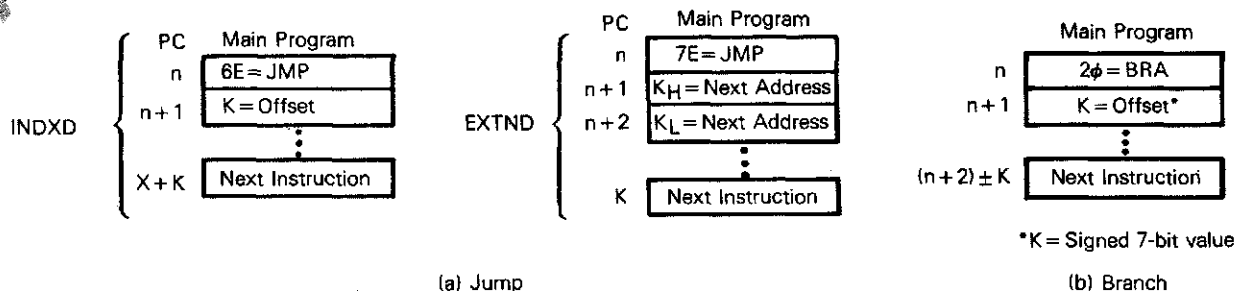 PC Main Program
INDXD
n 6E=JMP
n+1 K=Offset
X+K Next Instruction
PC Main Program
EXTND
n 7E=JMP
n+1 KH=Next Address
n+2 KL=Next Address
K Next Instruction
(a) Jump
Main Program
n 2ϕ=BRA
n+1 K=Offset*
(n+2)±K Next Instruction
*K=Signed 7-bit value
(b) Branch